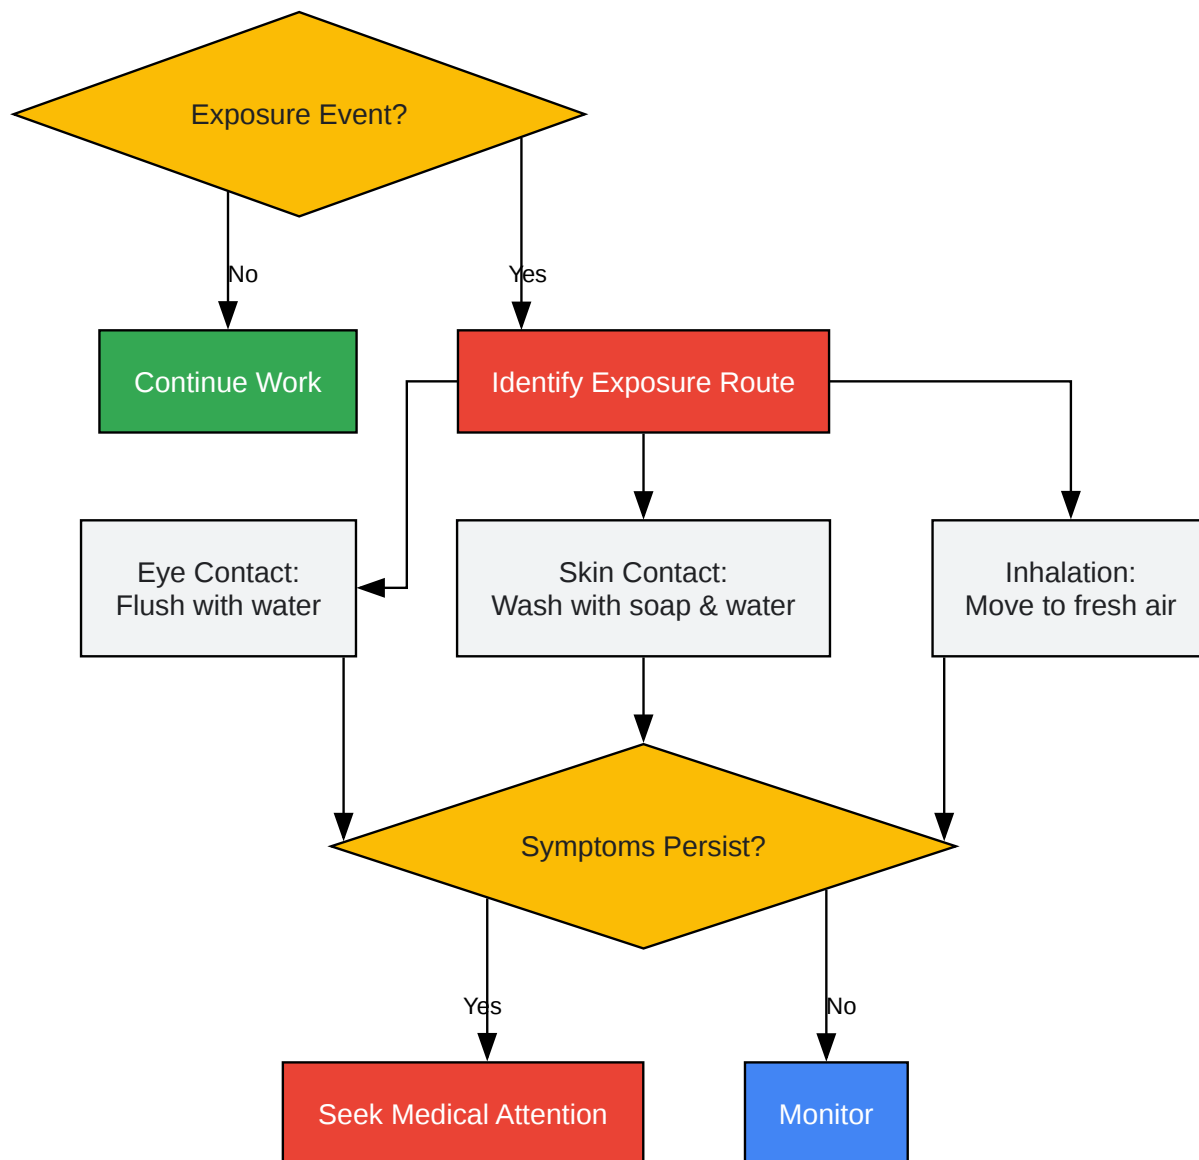 Exposure Event?
No
Yes
Continue Work
Identify Exposure Route
Eye Contact:
Flush with water
Skin Contact:
Wash with soap & water
Inhalation:
Move to fresh air
Symptoms Persist?
Yes
No
Seek Medical Attention
Monitor